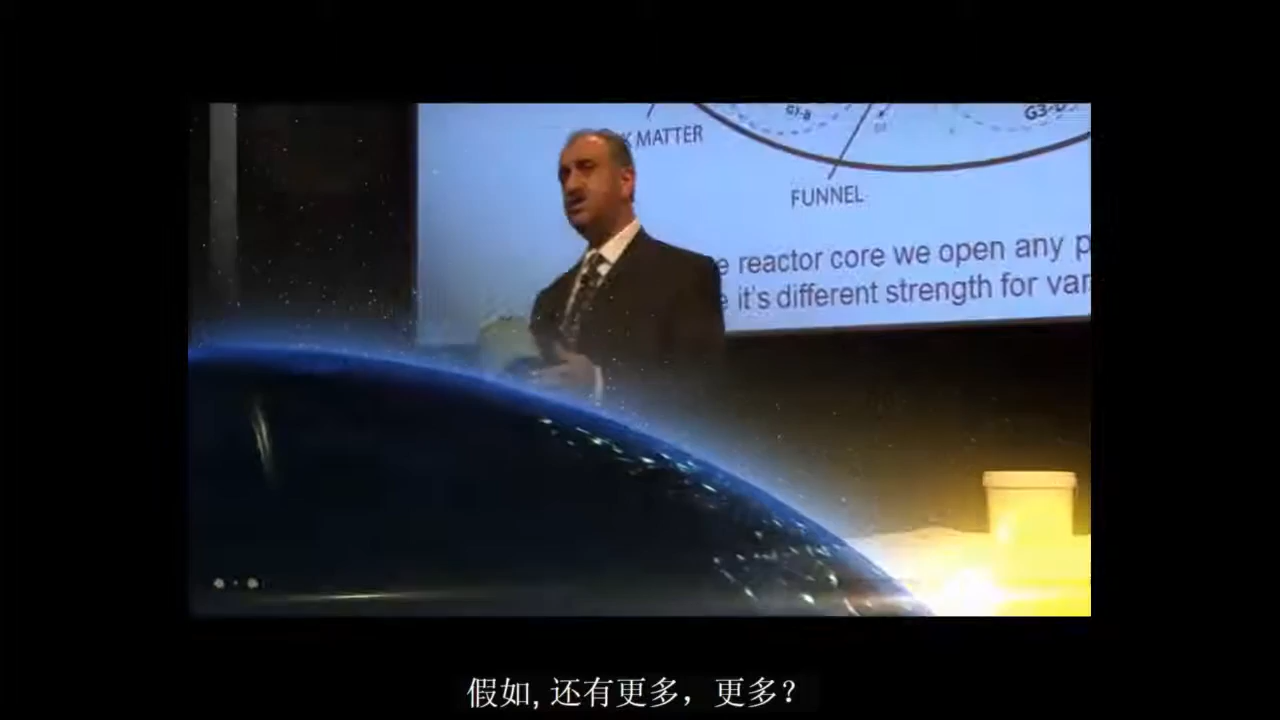 MATTER
FUNNEL
reactor core we open any
it's different strength for
假如, 还有更多，更多？